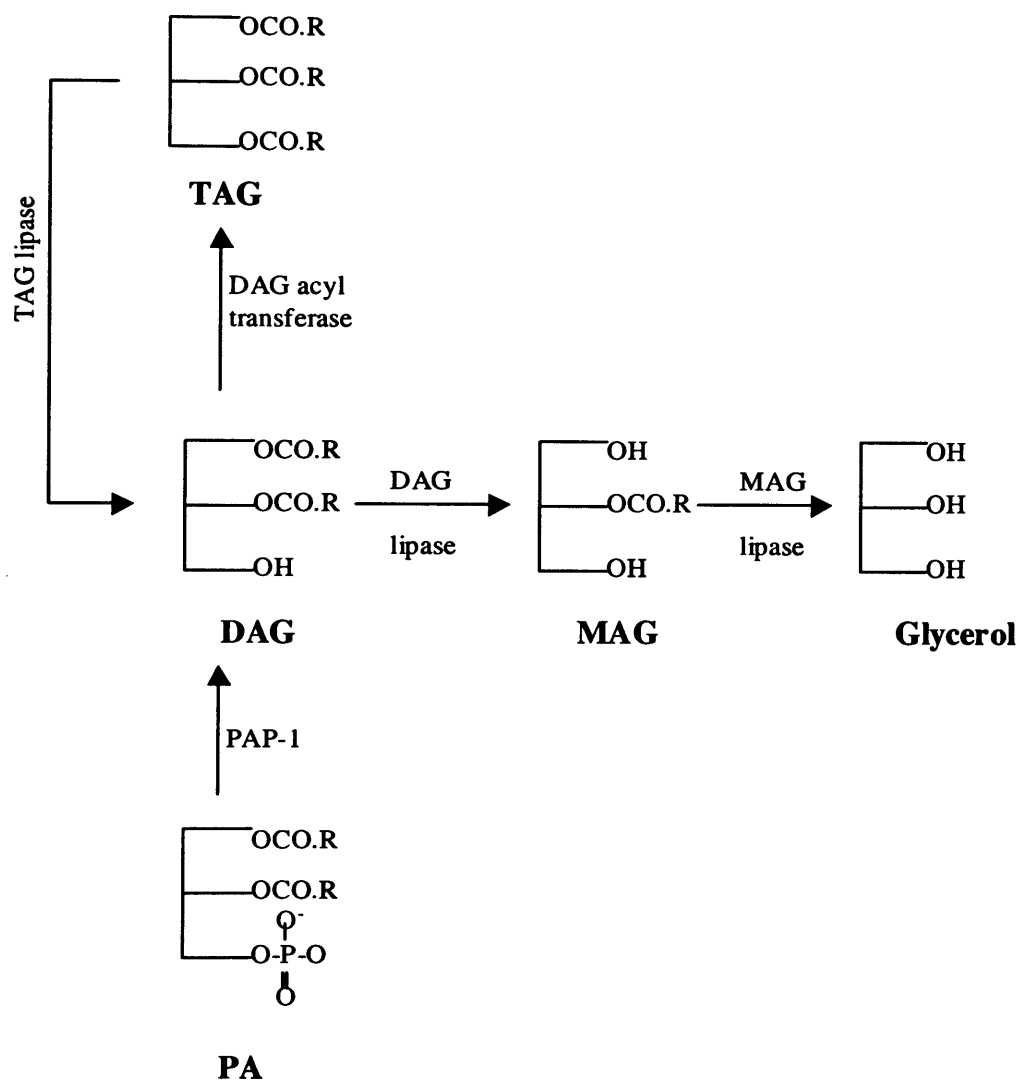 OCO.R
OCO.R
OCO.R
TAG
TAG lipase
DAG acyl
transferase
OCO.R
OCO.R
OH
DAG
DAG
lipase
OH
OCO.R
OH
MAG
MAG
lipase
OH
OH
OH
Glycerol
PAP-1
OCO.R
OCO.R
O-
O-P-O
O
PA